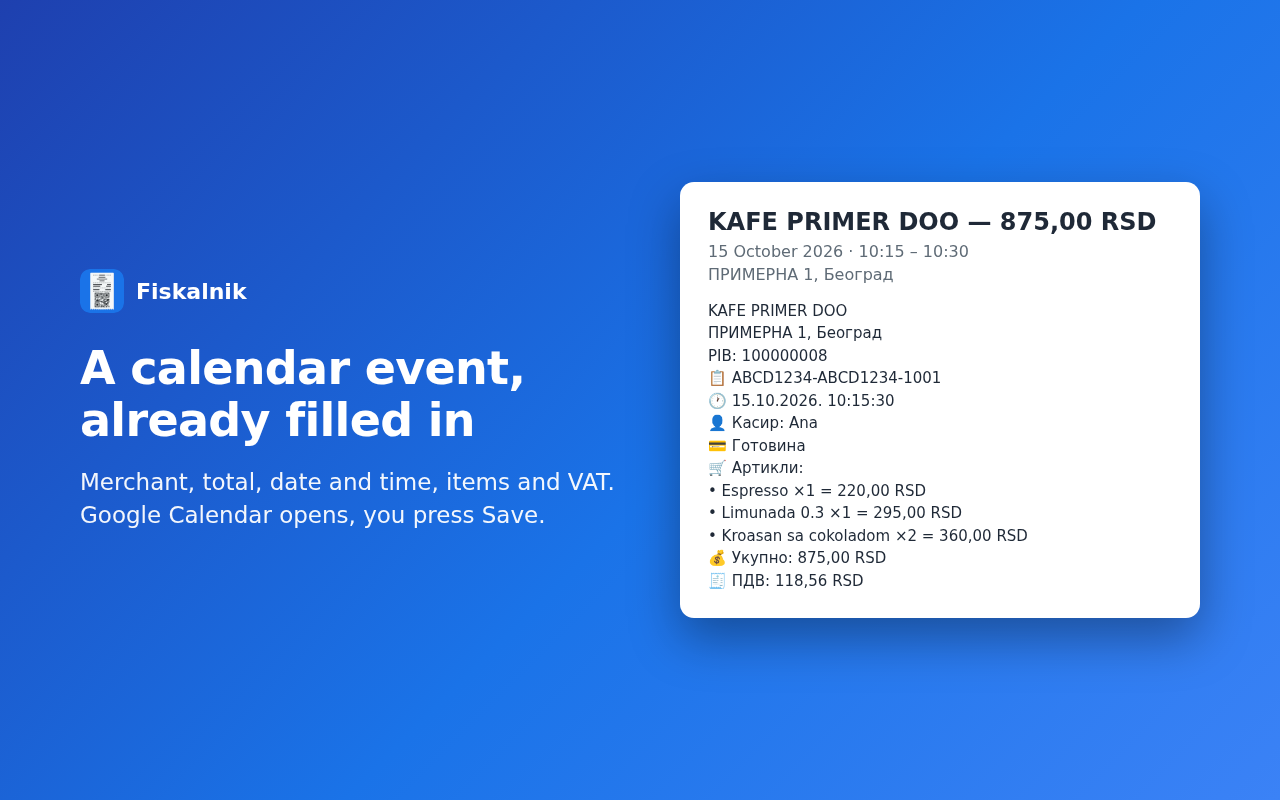 Fiskalnik
A calendar event,
already filled in
Merchant, total, date and time, items and VAT.
Google Calendar opens, you press Save.
KAFE PRIMER DOO — 875,00 RSD
15 October 2026 · 10:15 – 10:30
ПРИМЕРНА 1, Београд
KAFE PRIMER DOO
ПРИМЕРНА 1, Београд
PIB: 100000008
📋 ABCD1234-ABCD1234-1001
🕐 15.10.2026. 10:15:30
👤 Касир: Ana
💳 Готовина
🛒 Артикли:
• Espresso ×1 = 220,00 RSD
• Limunada 0.3 ×1 = 295,00 RSD
• Kroasan sa cokoladom ×2 = 360,00 RSD
💰 Укупно: 875,00 RSD
🧾 ПДВ: 118,56 RSD